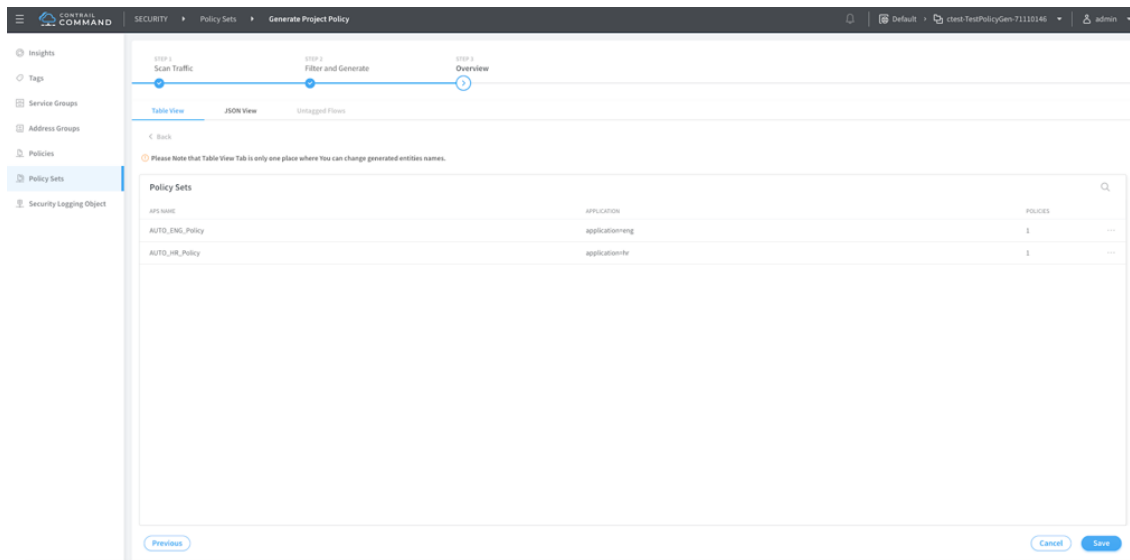 CONTRAIL
COMMAND
SECURITY Policy Sets Generate Project Policy
Default ctest-TestPolicyGen-71110146 admin
Insights
Tags
Service Groups
Address Groups
Policies
Policy Sets
Security Logging Object
STEP 1
Scan Traffic
STEP 2
Filter and Generate
STEP 3
Overview
Table View JSON View Untagged Flows
< Back
Please Note that Table View Tab is only one place where You can change generated entities names.
Policy Sets
APS NAME APPLICATION POLICIES
AUTO_ENG_Policy application=eng 1 ...
AUTO_HR_Policy application=hr 1 ...
Previous Cancel Save